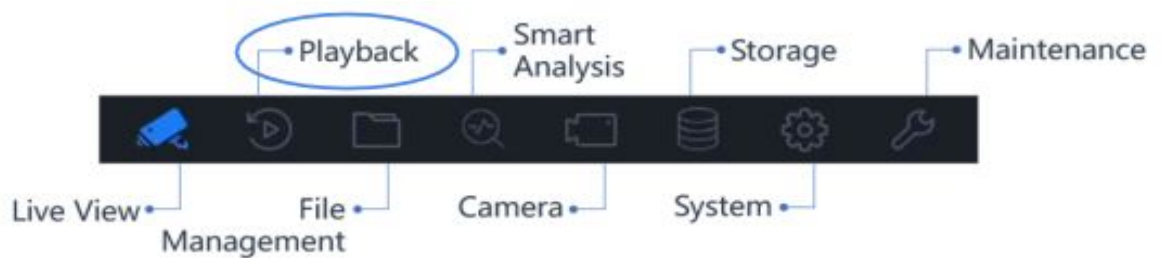 Playback
Smart
Analysis
Storage
Maintenance
Live View
File
Management
Camera
System